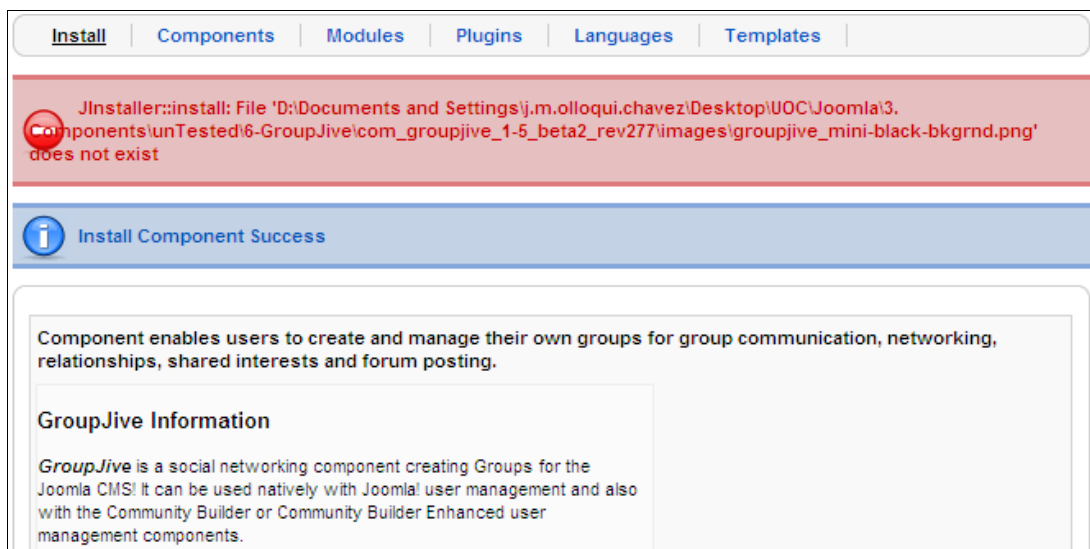 Install Components Modules Plugins Languages Templates
JInstaller::install: File 'D:\Documents and Settings\j.m.olloqui.chavez\Desktop\UOC\Joomla\3.
Components\unTested\6-GroupJive\com_groupjive_1-5_beta2_rev277\images\groupjive_mini-black-bkgrnd.png'
does not exist
Install Component Success
Component enables users to create and manage their own groups for group communication, networking,
relationships, shared interests and forum posting.
GroupJive Information
GroupJive is a social networking component creating Groups for the
Joomla CMS! It can be used natively with Joomla! user management and also
with the Community Builder or Community Builder Enhanced user
management components.